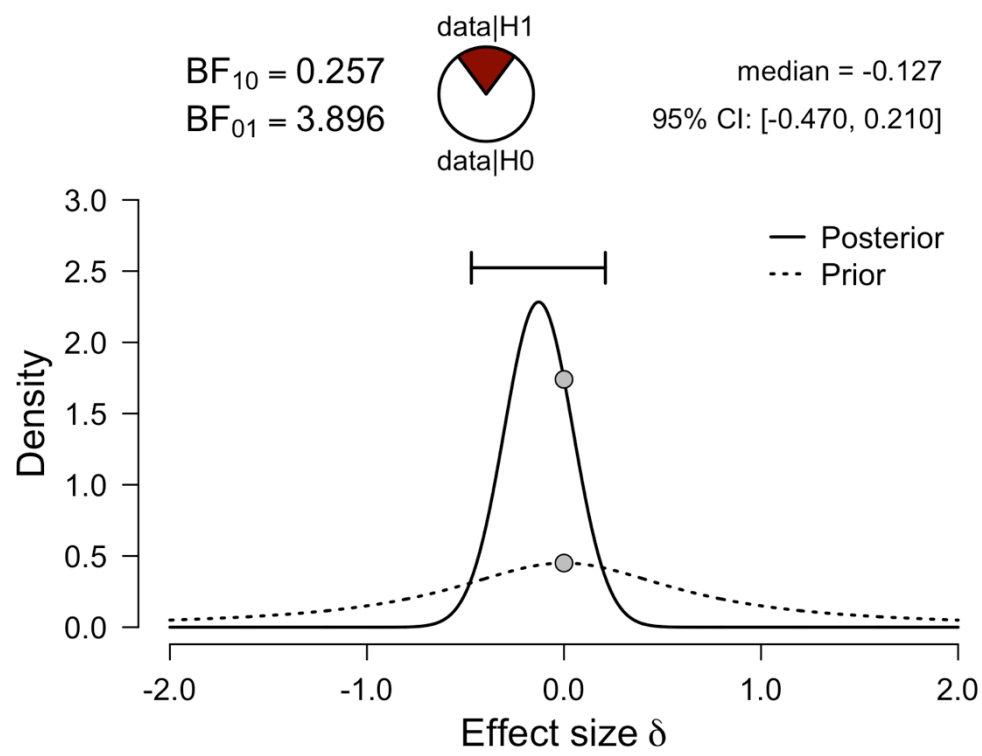 data|H1
BF₁₀ = 0.257
BF₀₁ = 3.896
median = -0.127
95% CI: [-0.470, 0.210]
data|H0
Posterior
Prior
Density
3.0
2.5
2.0
1.5
1.0
0.5
0.0
-2.0 -1.0 0.0 1.0 2.0
Effect size δ